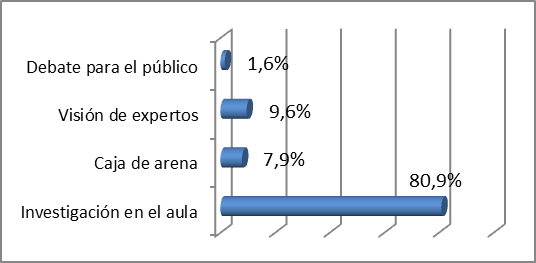 Debate para el público 1,6%
Visión de expertos 9,6%
Caja de arena 7,9%
Investigación en el aula 80,9%